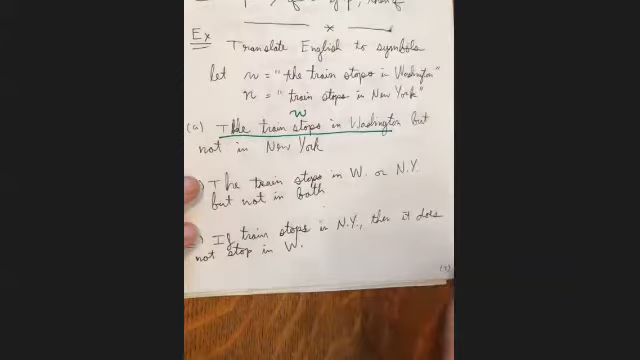 Ex
Translate English to symbols
let w = "the train stops in Washington"
n = "train stops in New York"
w
(a) The train stops in Washington but
not in New York
) The train stops in W. or N.Y.
but not in both
) If train stops in N.Y., then it does
not stop in W.